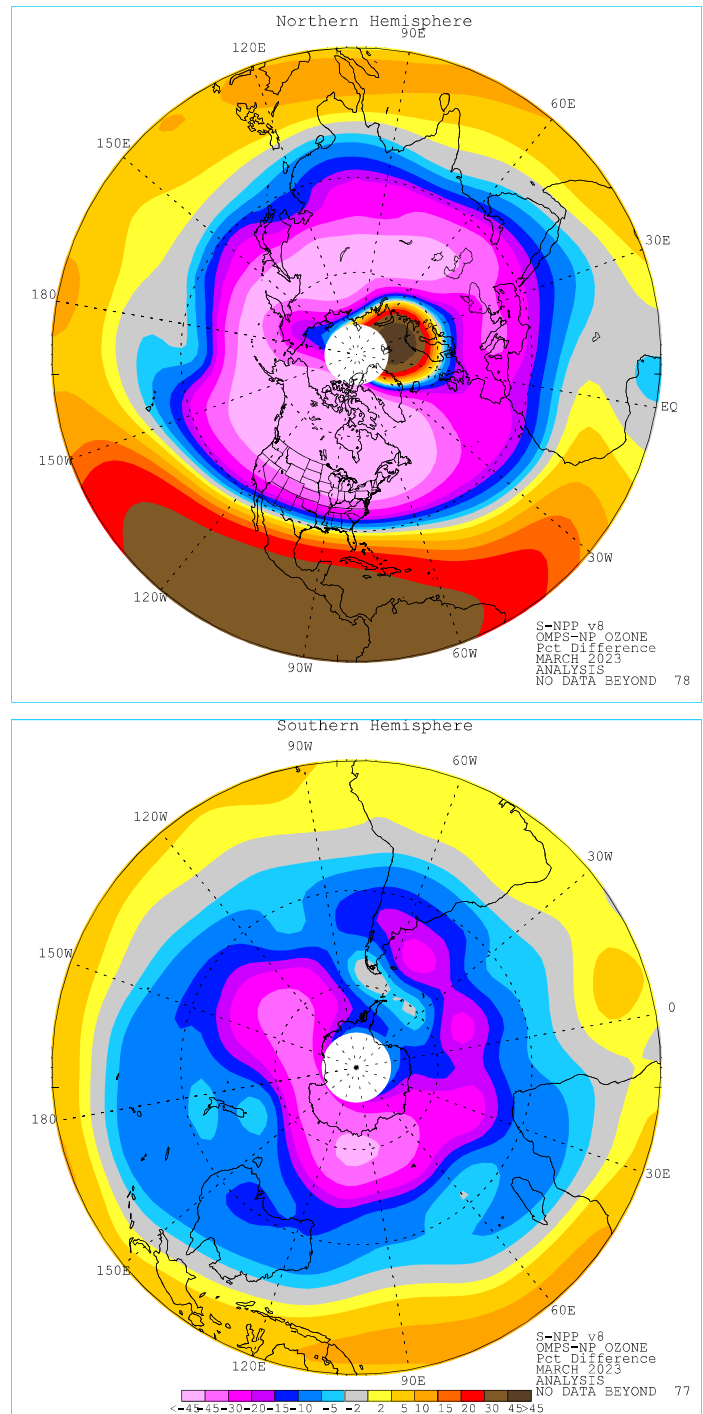 Northern Hemisphere
90E
120E
60E
150E
30E
180
EQ
150W
30W
120W
60W
90W
S-NPP v8
OMPS-NP OZONE
Pct Difference
MARCH 2023
ANALYSIS
NO DATA BEYOND 78
Southern Hemisphere
90W
60W
120W
30W
150W
0
180
30E
150E
60E
120E
90E
S-NPP v8
OMPS-NP OZONE
Pct Difference
MARCH 2023
ANALYSIS
NO DATA BEYOND 77
<-45 -45 -30 -20 -15 -10 -5 -2 2 5 10 15 20 30 45 >45